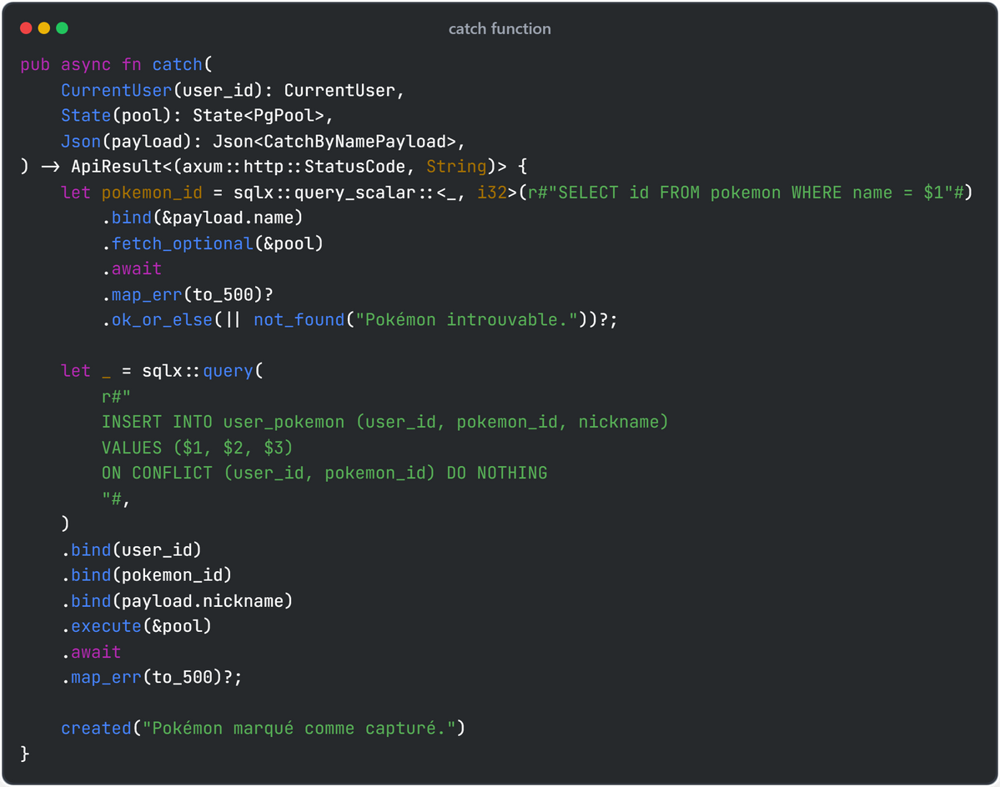 catch function
pub async fn catch(
    CurrentUser(user_id): CurrentUser,
    State(pool): State<PgPool>,
    Json(payload): Json<CatchByNamePayload>,
) -> ApiResult<(axum::http::StatusCode, String)> {
    let pokemon_id = sqlx::query_scalar::<_, i32>(r#"SELECT id FROM pokemon WHERE name = $1"#)
        .bind(&payload.name)
        .fetch_optional(&pool)
        .await
        .map_err(to_500)?
        .ok_or_else(|| not_found("Pokémon introuvable."))?;

    let _ = sqlx::query(
        r#"
        INSERT INTO user_pokemon (user_id, pokemon_id, nickname)
        VALUES ($1, $2, $3)
        ON CONFLICT (user_id, pokemon_id) DO NOTHING
        "#,
    )
    .bind(user_id)
    .bind(pokemon_id)
    .bind(payload.nickname)
    .execute(&pool)
    .await
    .map_err(to_500)?;

    created("Pokémon marqué comme capturé.")
}